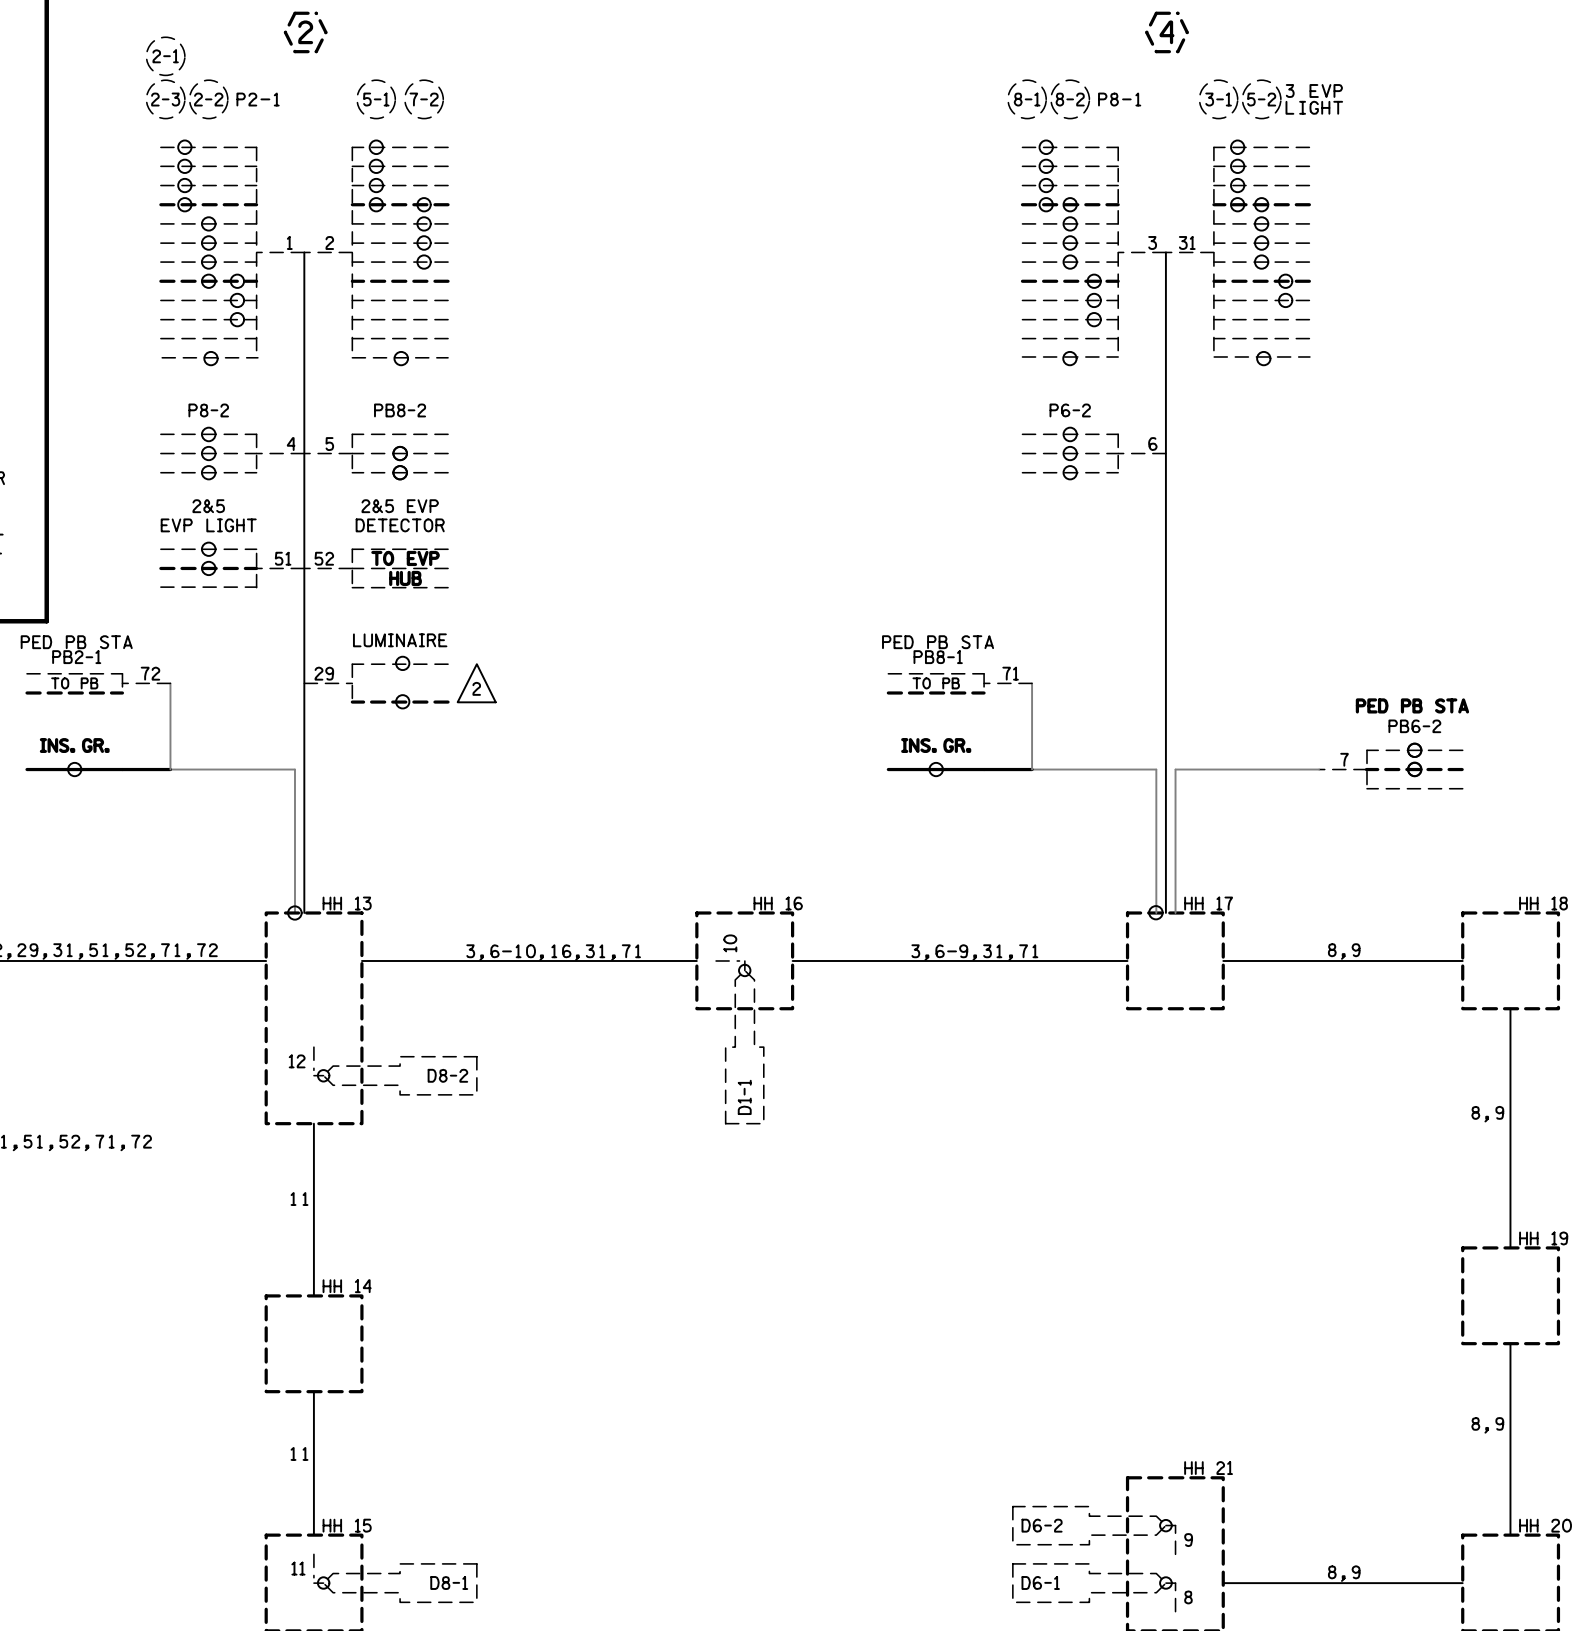 2
4
2-1
2-3 2-2 P2-1
5-1 7-2
8-1 8-2 P8-1
3-1 5-2 3 EVP
LIGHT
1 2
3 31
P8-2
PB8-2
P6-2
4 5
6
2&5
EVP LIGHT
2&5 EVP
DETECTOR
51 52
TO EVP
HUB
PED PB STA
PB2-1
TO PB
72
LUMINAIRE
29
2
INS. GR.
PED PB STA
PB8-1
TO PB
71
INS. GR.
PED PB STA
PB6-2
7
HH 13
HH 16
HH 17
HH 18
,29,31,51,52,71,72
3,6-10,16,31,71
10
3,6-9,31,71
8,9
12
D8-2
D1-1
8,9
1,51,52,71,72
11
HH 19
HH 14
8,9
11
HH 21
HH 15
HH 20
D6-2
9
11
D8-1
D6-1
8
8,9